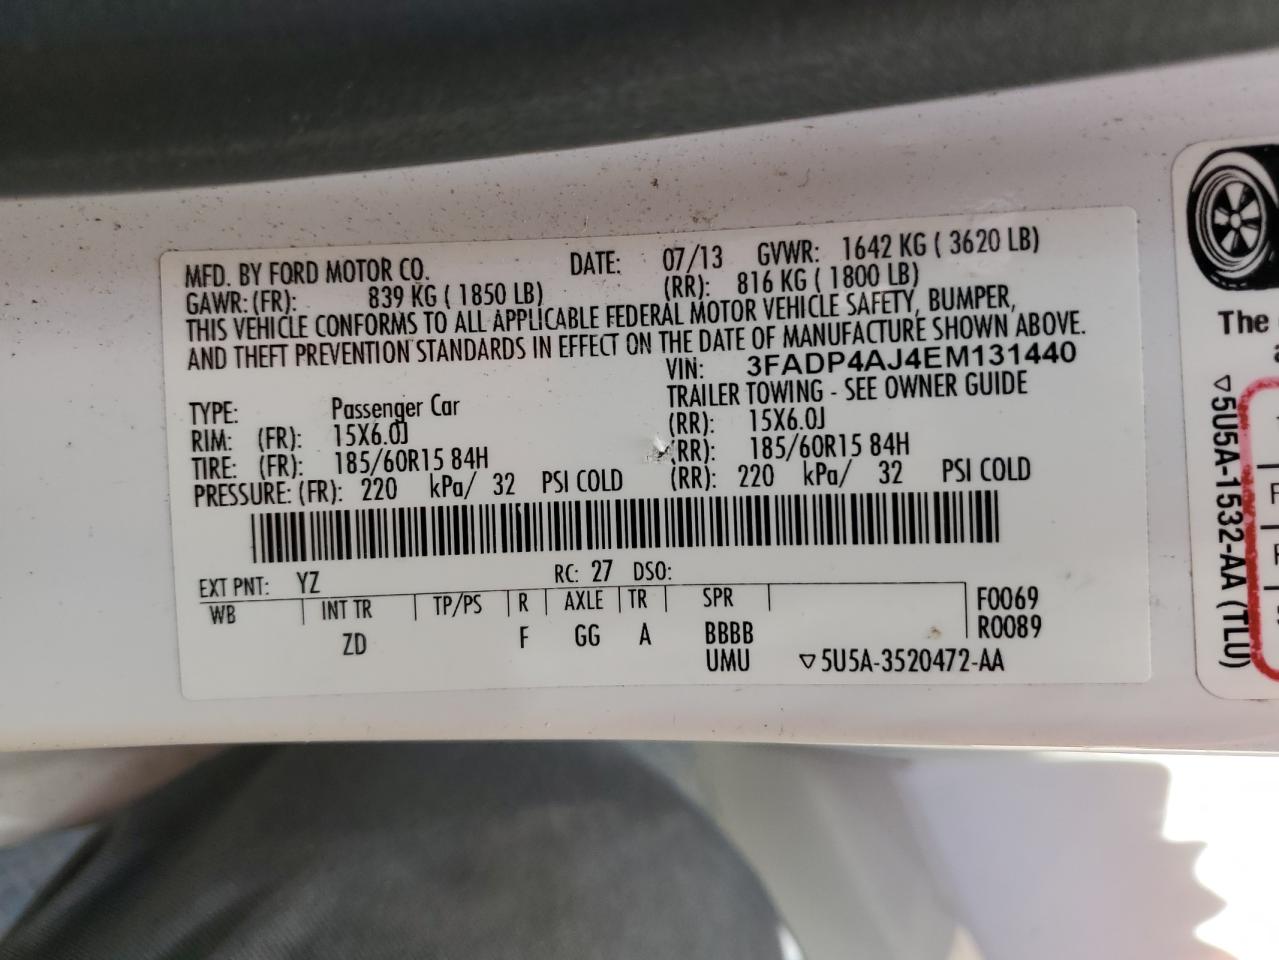 MFD. BY FORD MOTOR CO. DATE: 07/13 GVWR: 1642 KG ( 3620 LB)
GAWR: (FR): 839 KG ( 1850 LB) (RR): 816 KG ( 1800 LB)
THIS VEHICLE CONFORMS TO ALL APPLICABLE FEDERAL MOTOR VEHICLE SAFETY, BUMPER,
AND THEFT PREVENTION STANDARDS IN EFFECT ON THE DATE OF MANUFACTURE SHOWN ABOVE.
VIN: 3FADP4AJ4EM131440
TYPE: Passenger Car TRAILER TOWING - SEE OWNER GUIDE
RIM: (FR): 15X6.0J (RR): 15X6.0J
TIRE: (FR): 185/60R15 84H (RR): 185/60R15 84H
PRESSURE: (FR): 220 kPa/ 32 PSI COLD (RR): 220 kPa/ 32 PSI COLD
EXT PNT: YZ RC: 27 DSO:
WB INT TR TP/PS R AXLE TR SPR F0069
ZD F GG A BBBB R0089
UMU ▽5U5A-3520472-AA
The
▽5U5A-1532-AA (TLU)